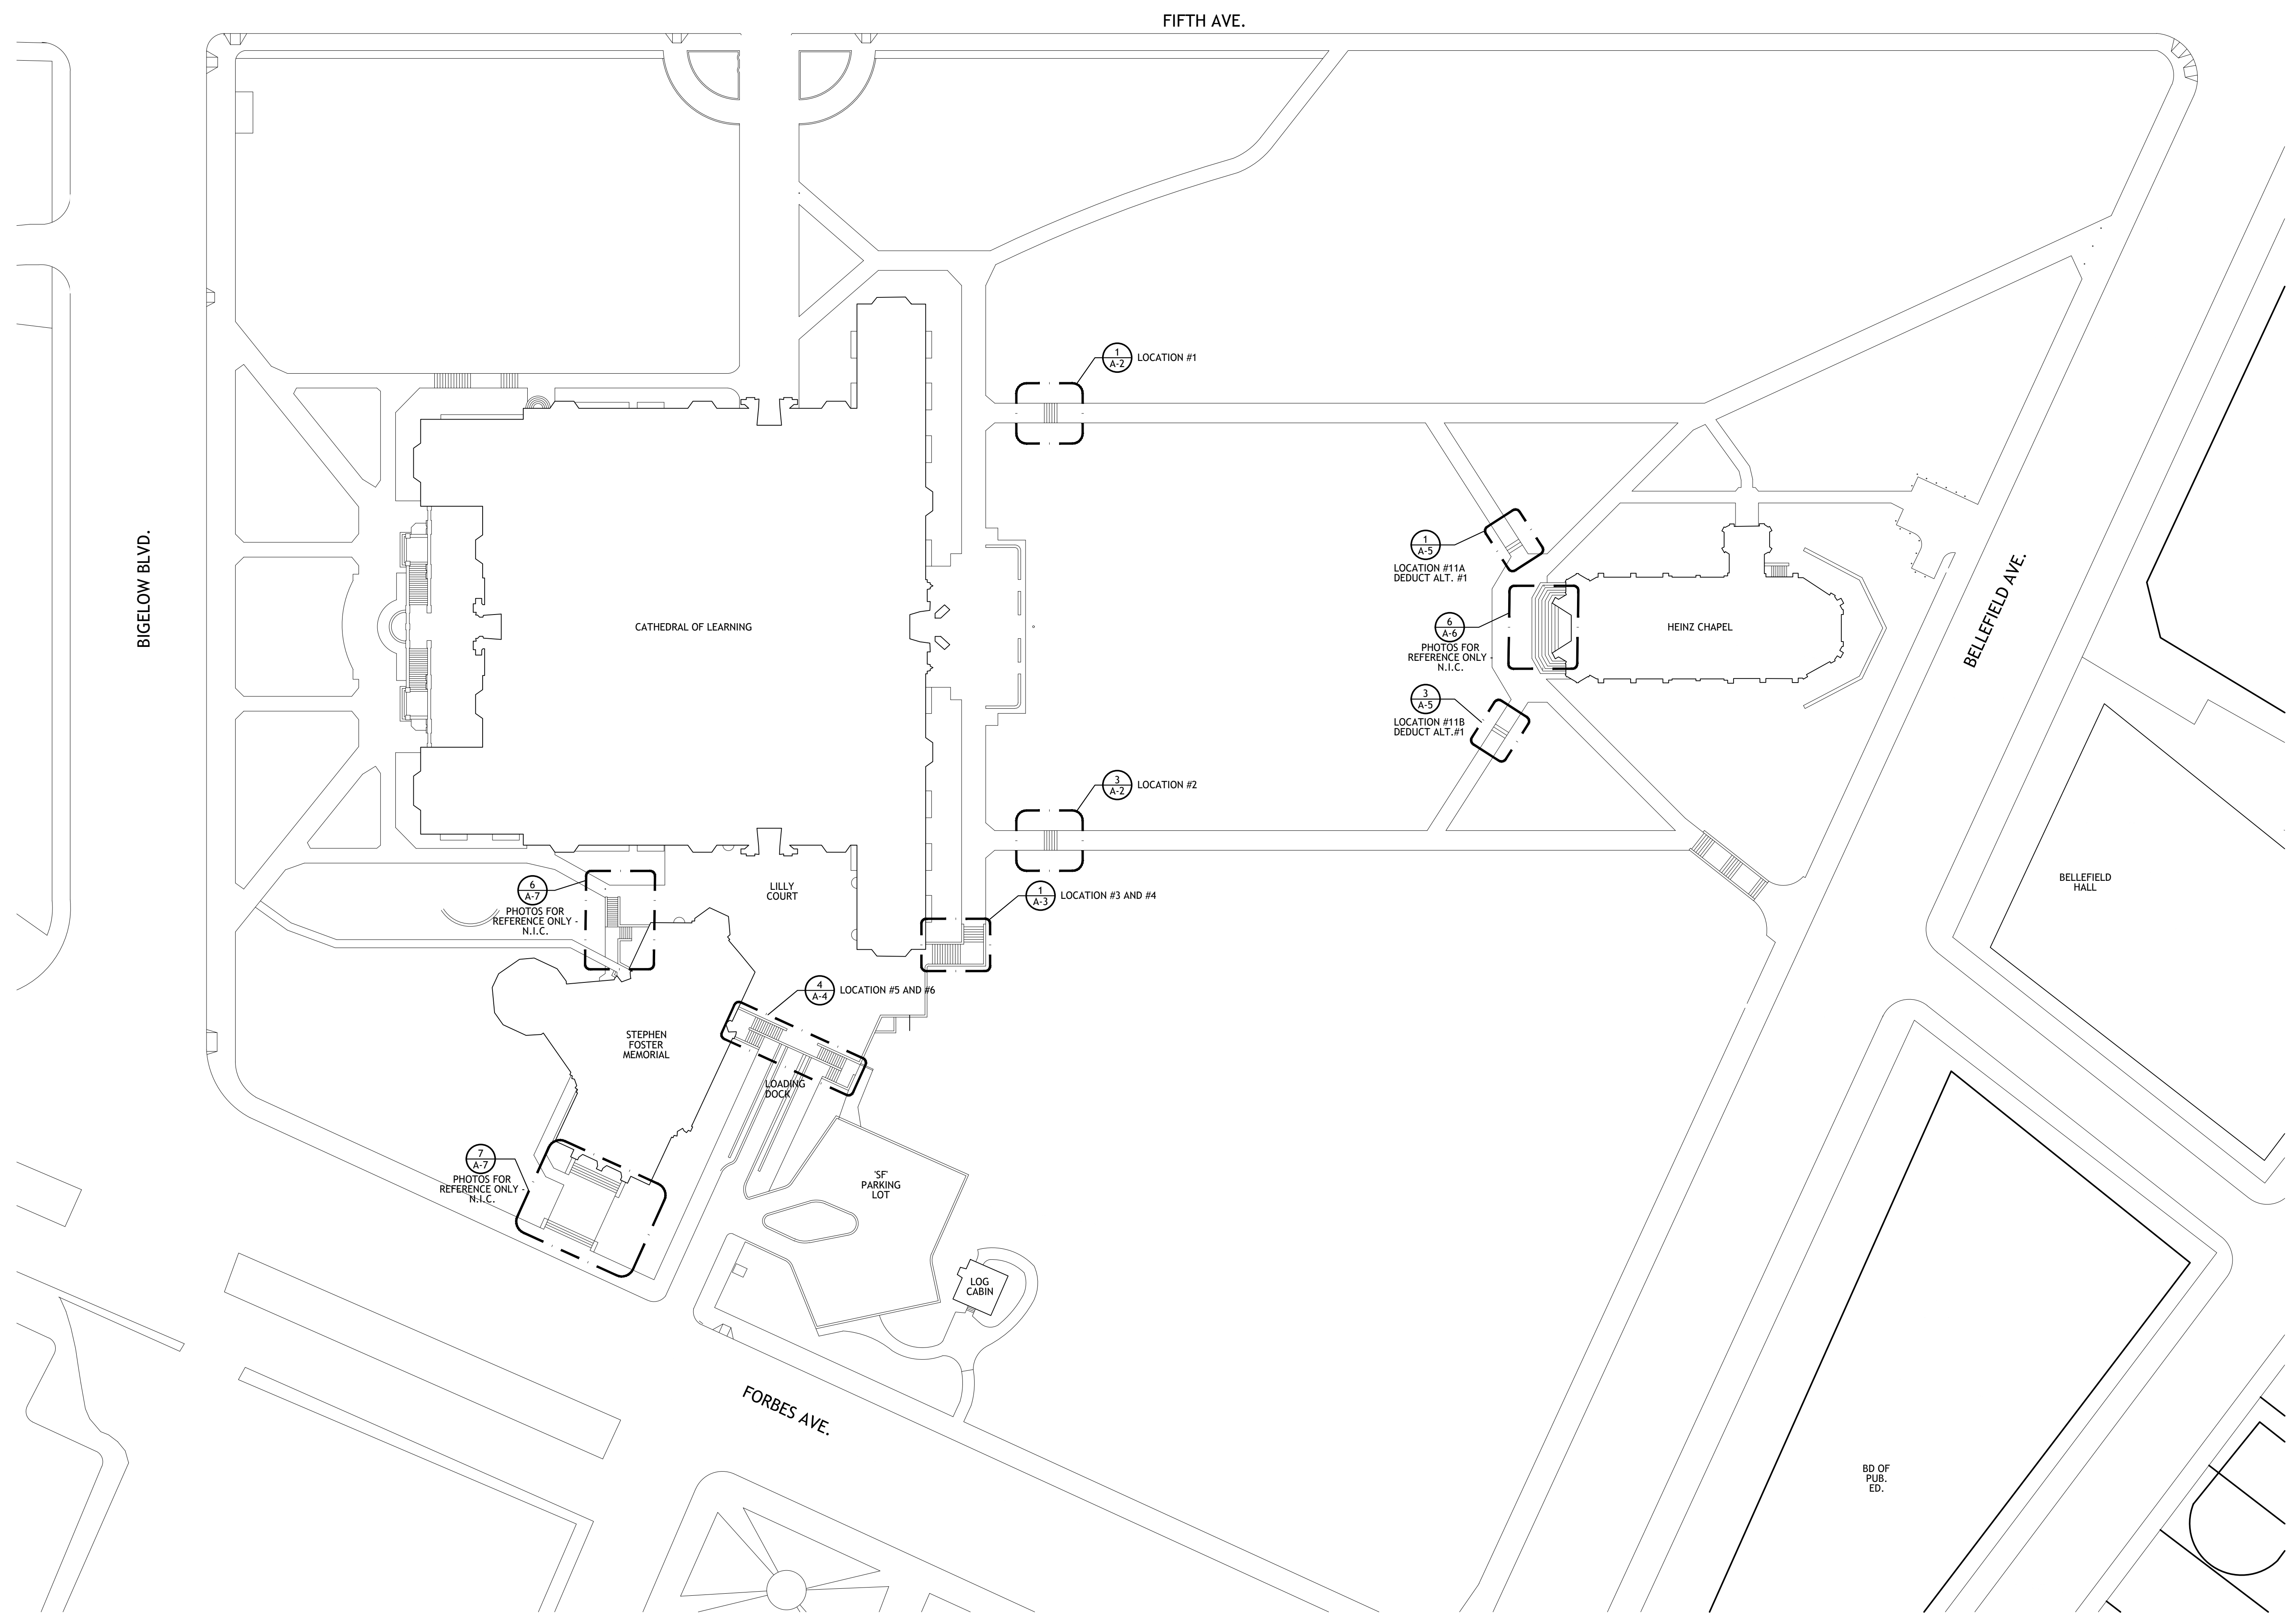 FIFTH AVE.
BIGELOW BLVD.
1
A-2
LOCATION #1
1
A-5
LOCATION #11A
DEDUCT ALT. #1
6
A-6
PHOTOS FOR
REFERENCE ONLY -
N.I.C.
HEINZ CHAPEL
BELLEFIELD AVE.
CATHEDRAL OF LEARNING
3
A-5
LOCATION #11B
DEDUCT ALT.#1
3
A-2
LOCATION #2
LILLY
COURT
1
A-3
LOCATION #3 AND #4
6
A-7
PHOTOS FOR
REFERENCE ONLY -
N.I.C.
BELLEFIELD
HALL
4
A-4
LOCATION #5 AND #6
STEPHEN
FOSTER
MEMORIAL
LOADING
DOCK
7
A-7
PHOTOS FOR
REFERENCE ONLY -
N.I.C.
'SF'
PARKING
LOT
LOG
CABIN
FORBES AVE.
BD OF
PUB.
ED.